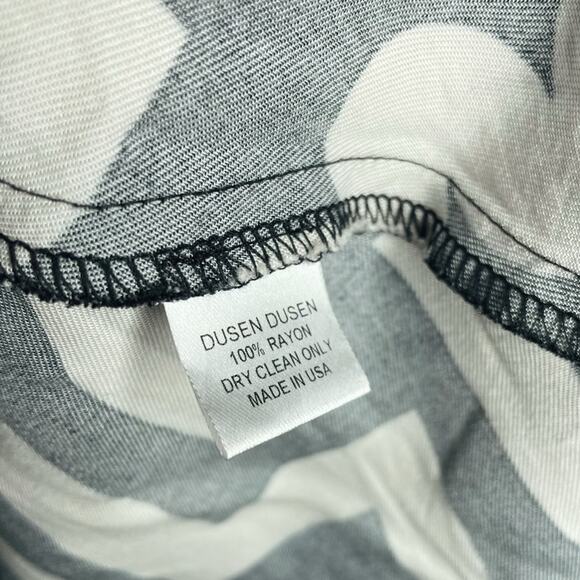 DUSEN DUSEN
100% RAYON
DRY CLEAN ONLY
MADE IN USA